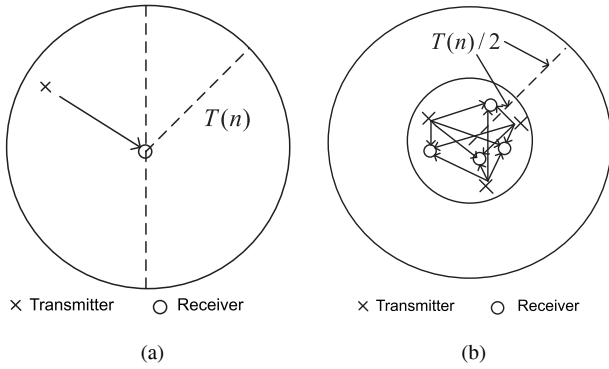 T(n)
× Transmitter O Receiver
(a)
T(n)/2
× Transmitter O Receiver
(b)